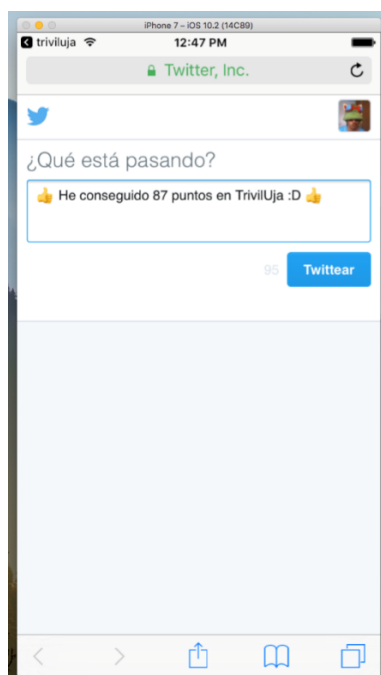 iPhone 7 – iOS 10.2 (14C89)
triviluja 12:47 PM
Twitter, Inc.
¿Qué está pasando?
👍 He conseguido 87 puntos en TrivilUja :D 👍
95 Twittear